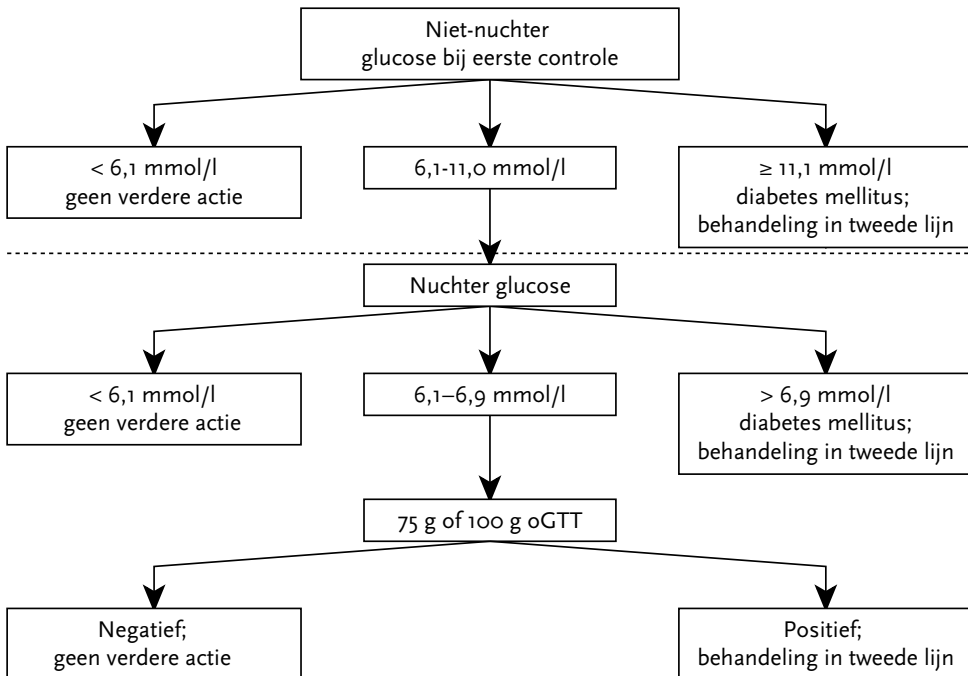 Niet-nuchter
glucose bij eerste controle
< 6,1 mmol/l
geen verdere actie
6,1-11,0 mmol/l
≥ 11,1 mmol/l
diabetes mellitus;
behandeling in tweede lijn
Nuchter glucose
< 6,1 mmol/l
geen verdere actie
6,1–6,9 mmol/l
> 6,9 mmol/l
diabetes mellitus;
behandeling in tweede lijn
75 g of 100 g oGTT
Negatief;
geen verdere actie
Positief;
behandeling in tweede lijn